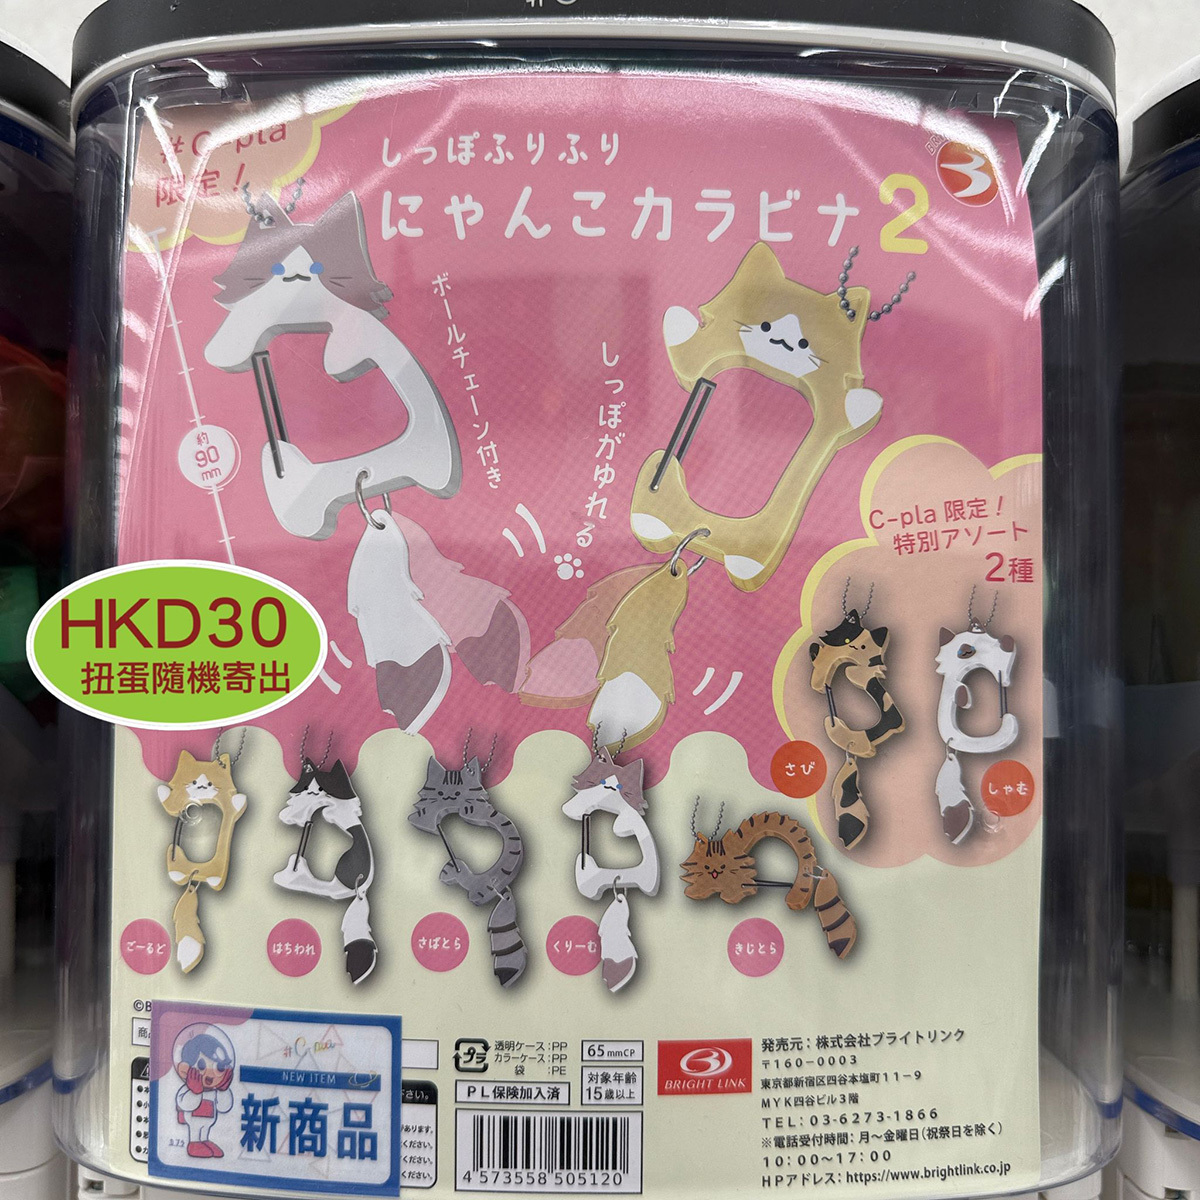 #C-pla
限定！
しっぽふりふり
にゃんこカラビナ2
ボールチェーン付き
しっぽがゆれる
約
90
mm
C-pla 限定！
特別アソート
2種
HKD30
扭蛋隨機寄出
さび
しゃむ
ごーるど
はちわれ
さばとら
くりーむ
きじとら
©B
商
#C-pla
NEW ITEM
新商品
プラ
透明ケース:PP
カラーケース:PP
袋 :PE
65mmCP
PL保険加入済
対象年齢
15歳以上
4 573558 505120
BRIGHT LINK
発売元：株式会社ブライトリンク
〒160-0003
東京都新宿区四谷本塩町11-9
MYK四谷ビル3階
TEL: 03-6273-1866
※電話受付時間：月〜金曜日(祝祭日を除く)
10:00〜17:00
HPアドレス: https://www.brightlink.co.jp